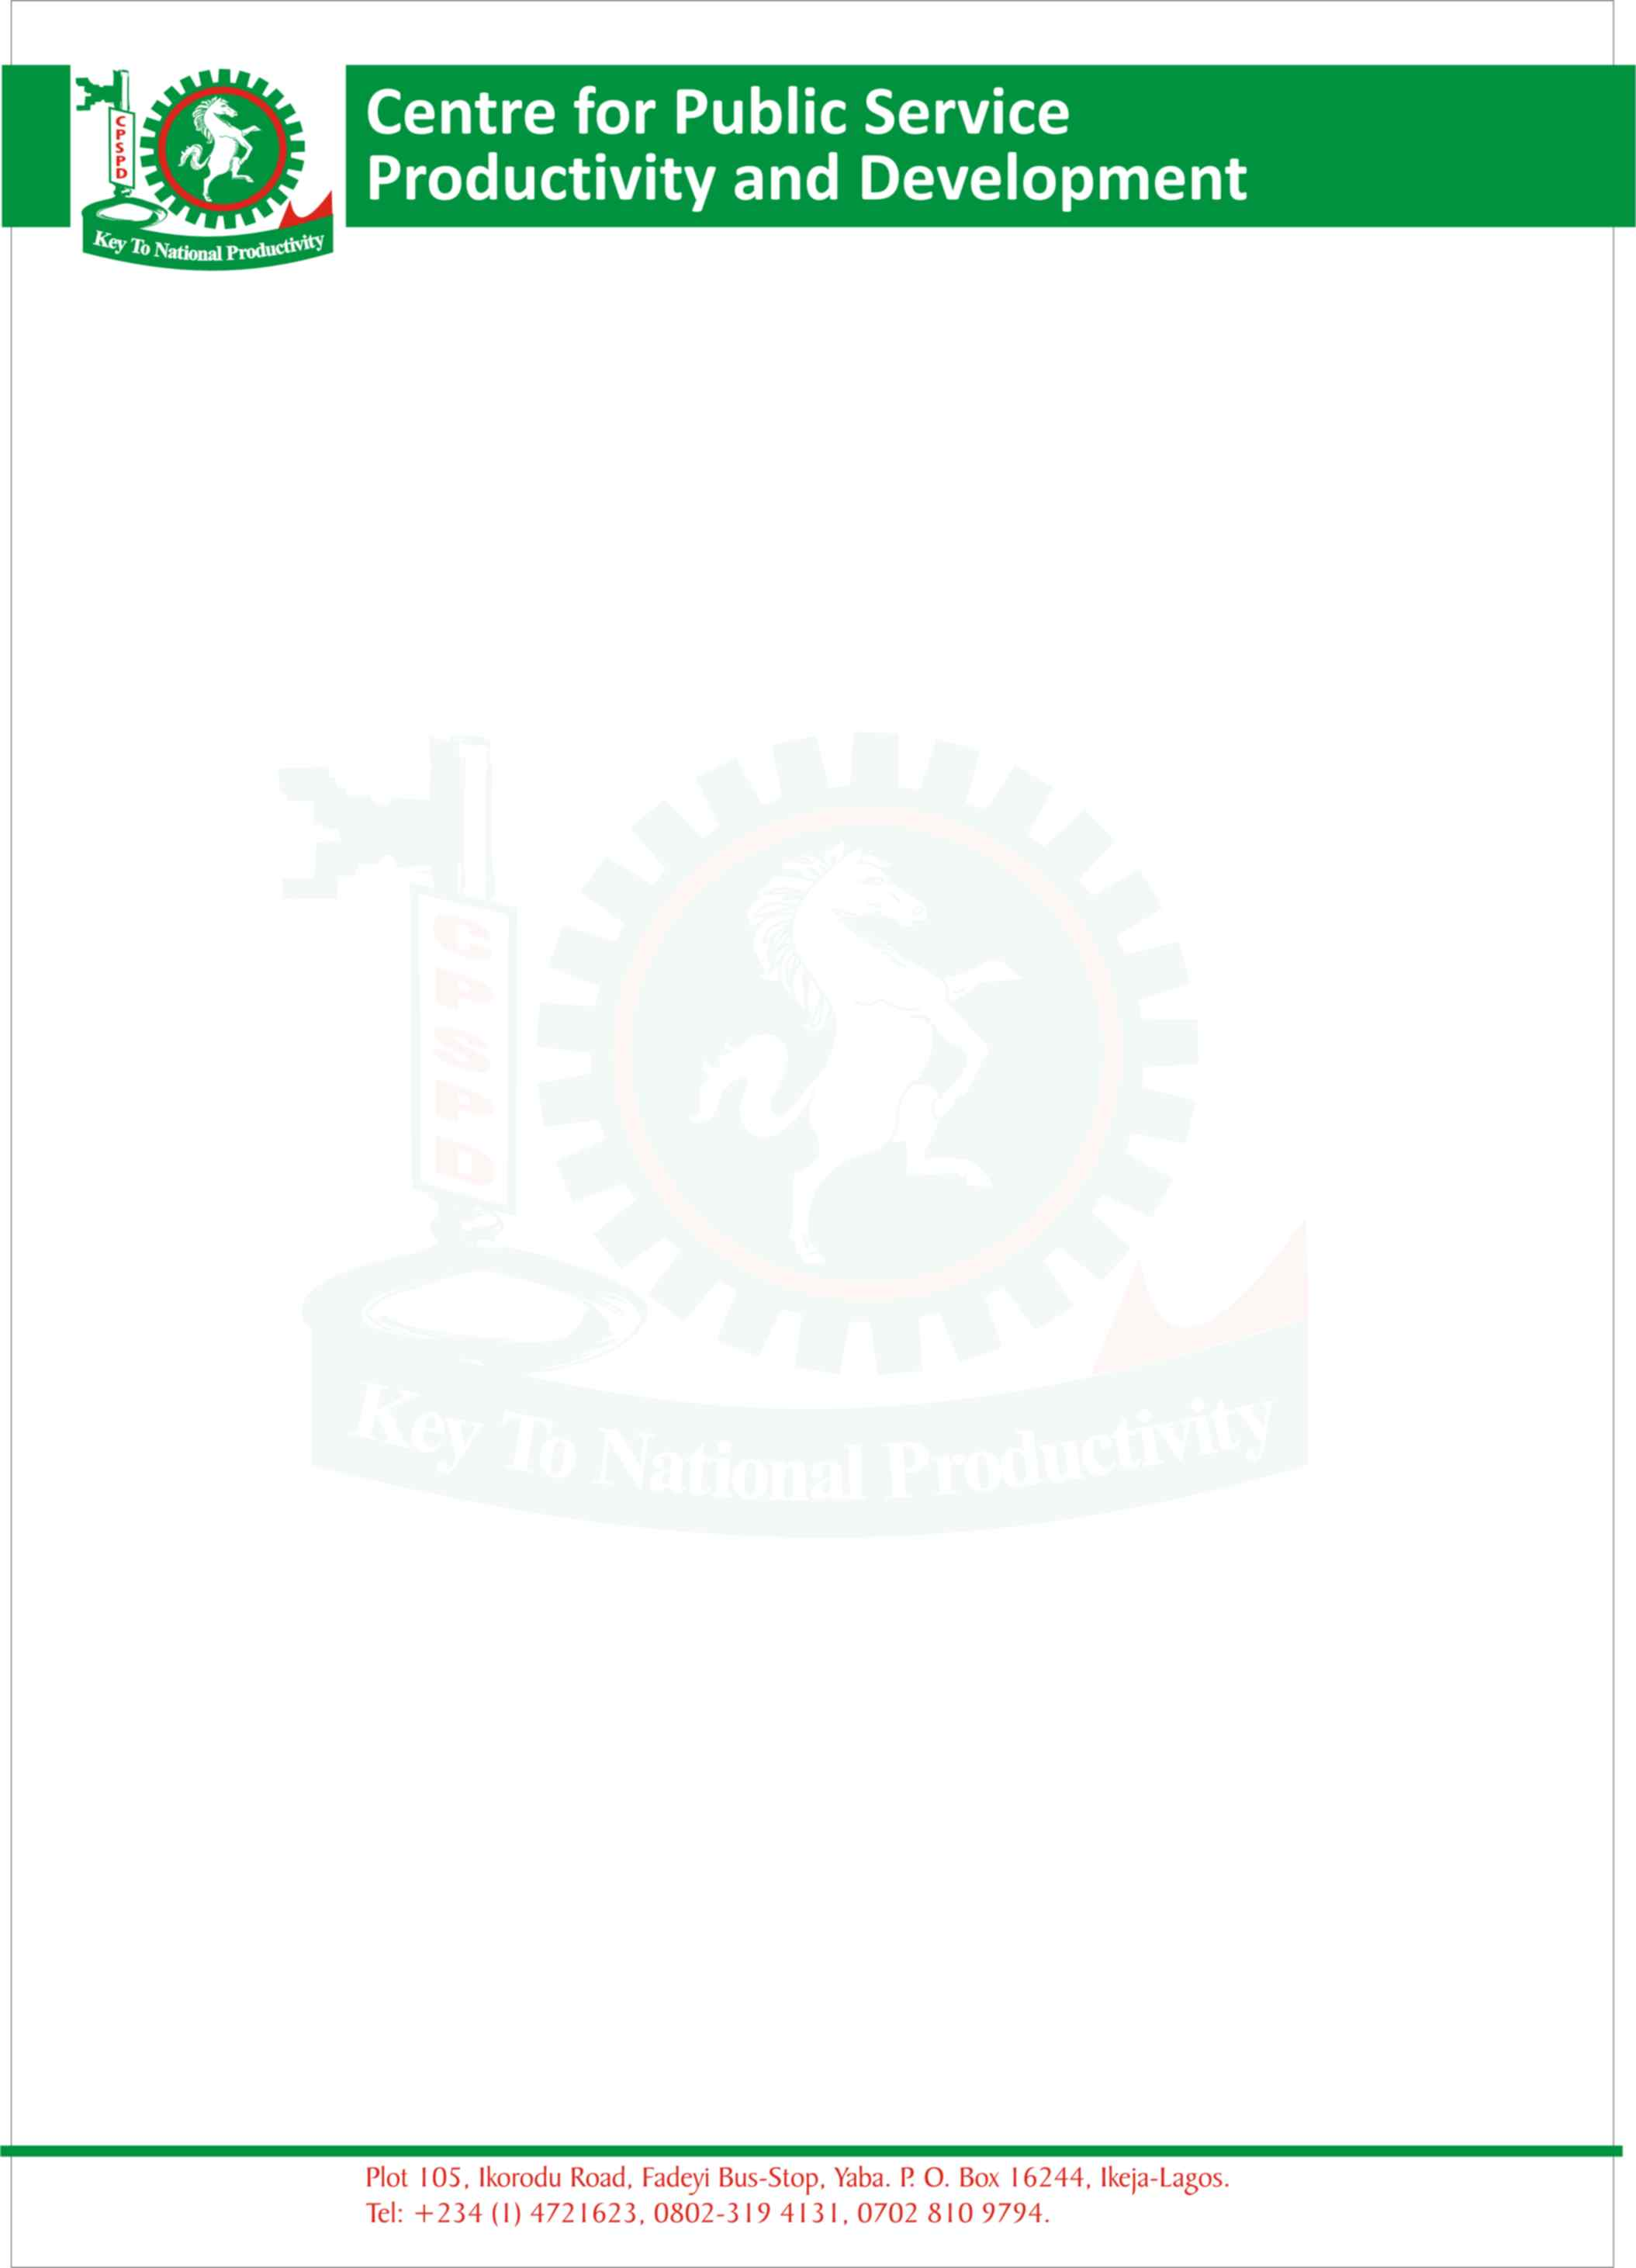 CPSPD
Key To National Productivity
Centre for Public Service
Productivity and Development
CPSPD
Key To National Productivity
Plot 105, Ikorodu Road, Fadeyi Bus-Stop, Yaba. P. O. Box 16244, Ikeja-Lagos.
Tel: +234 (1) 4721623, 0802-319 4131, 0702 810 9794.